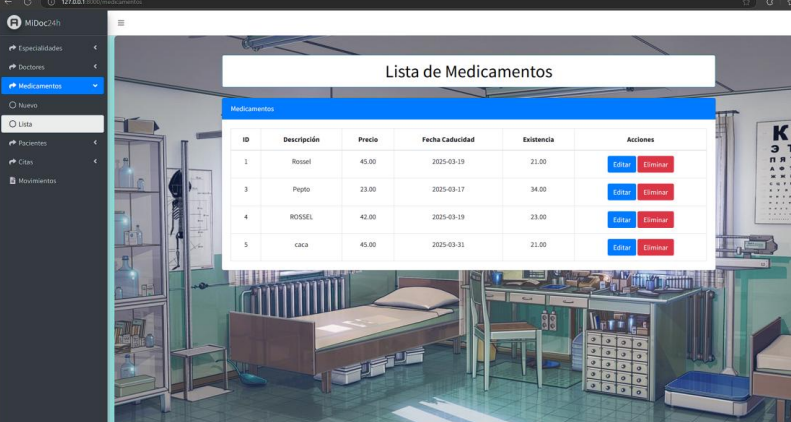 127.0.0.1:8000/medicamentos
MiDoc24h
Especialidades
Doctores
Medicamentos
Nuevo
Lista
Pacientes
Citas
Movimientos
Lista de Medicamentos
Medicamentos
ID Descripción Precio Fecha Caducidad Existencia Acciones
1 Rossel 45.00 2025-03-19 21.00 Editar Eliminar
3 Pepto 23.00 2025-03-17 34.00 Editar Eliminar
4 ROSSEL 42.00 2025-03-19 23.00 Editar Eliminar
5 caca 45.00 2025-03-31 21.00 Editar Eliminar
К
Э Т